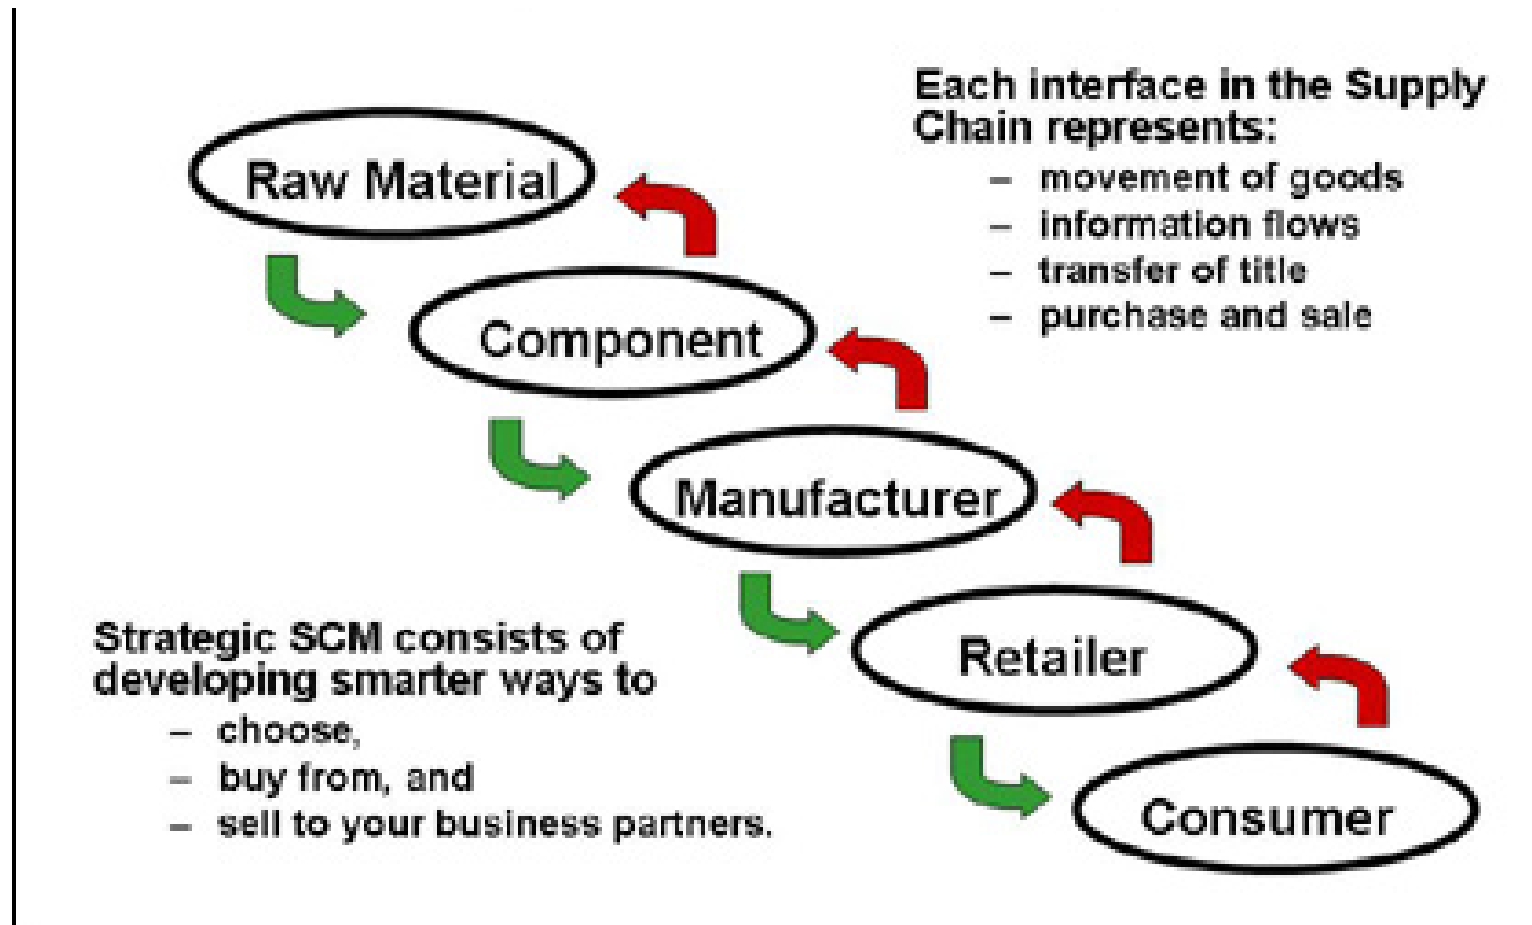 Each interface in the Supply
Chain represents:
– movement of goods
– information flows
– transfer of title
– purchase and sale
Raw Material
Component
Manufacturer
Retailer
Consumer
Strategic SCM consists of
developing smarter ways to
– choose,
– buy from, and
– sell to your business partners.